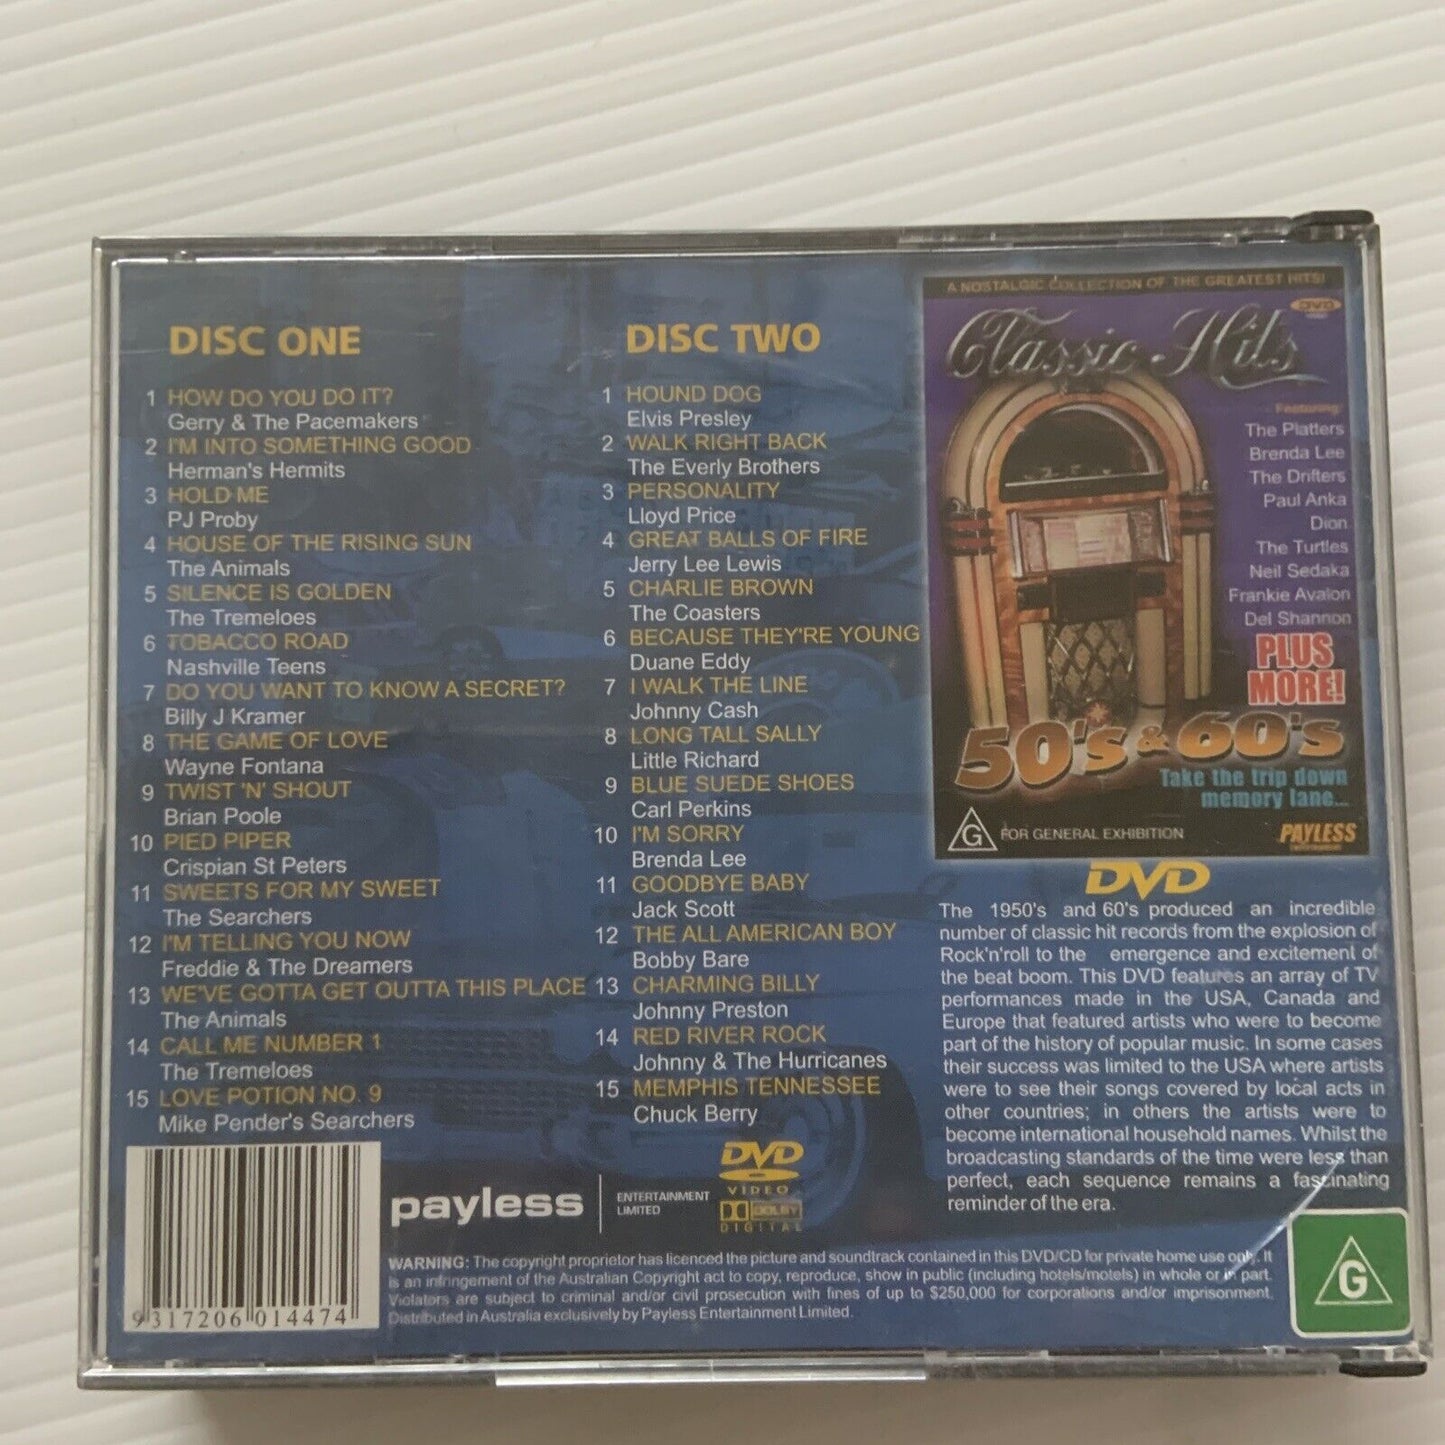 DISC ONE
1 HOW DO YOU DO IT?
Gerry & The Pacemakers
2 I'M INTO SOMETHING GOOD
Herman's Hermits
3 HOLD ME
PJ Proby
4 HOUSE OF THE RISING SUN
The Animals
5 SILENCE IS GOLDEN
The Tremeloes
6 TOBACCO ROAD
Nashville Teens
7 DO YOU WANT TO KNOW A SECRET?
Billy J Kramer
8 THE GAME OF LOVE
Wayne Fontana
9 TWIST 'N' SHOUT
Brian Poole
10 PIED PIPER
Crispian St Peters
11 SWEETS FOR MY SWEET
The Searchers
12 I'M TELLING YOU NOW
Freddie & The Dreamers
13 WE'VE GOTTA GET OUTTA THIS PLACE
The Animals
14 CALL ME NUMBER 1
The Tremeloes
15 LOVE POTION NO. 9
Mike Pender's Searchers
DISC TWO
1 HOUND DOG
Elvis Presley
2 WALK RIGHT BACK
The Everly Brothers
3 PERSONALITY
Lloyd Price
4 GREAT BALLS OF FIRE
Jerry Lee Lewis
5 CHARLIE BROWN
The Coasters
6 BECAUSE THEY'RE YOUNG
Duane Eddy
7 I WALK THE LINE
Johnny Cash
8 LONG TALL SALLY
Little Richard
9 BLUE SUEDE SHOES
Carl Perkins
10 I'M SORRY
Brenda Lee
11 GOODBYE BABY
Jack Scott
12 THE ALL AMERICAN BOY
Bobby Bare
13 CHARMING BILLY
Johnny Preston
14 RED RIVER ROCK
Johnny & The Hurricanes
15 MEMPHIS TENNESSEE
Chuck Berry
A NOSTALGIC COLLECTION OF THE GREATEST HITS!
DVD
Classic Hits
Featuring:
The Platters
Brenda Lee
The Drifters
Paul Anka
Dion
The Turtles
Neil Sedaka
Frankie Avalon
Del Shannon
PLUS
MORE!
50's & 60's
Take the trip down
memory lane...
G FOR GENERAL EXHIBITION
PAYLESS
ENTERTAINMENT
DVD
The 1950's and 60's produced an incredible
number of classic hit records from the explosion of
Rock'n'roll to the emergence and excitement of
the beat boom. This DVD features an array of TV
performances made in the USA, Canada and
Europe that featured artists who were to become
part of the history of popular music. In some cases
their success was limited to the USA where artists
were to see their songs covered by local acts in
other countries; in others the artists were to
become international household names. Whilst the
broadcasting standards of the time were less than
perfect, each sequence remains a fascinating
reminder of the era.
9 317206 014474
payless
ENTERTAINMENT
LIMITED
DVD
VIDEO
DOLBY
DIGITAL
WARNING: The copyright proprietor has licenced the picture and soundtrack contained in this DVD/CD for private home use only. It
is an infringement of the Australian Copyright act to copy, reproduce, show in public (including hotels/motels) in whole or in part.
Violators are subject to criminal and/or civil prosecution with fines of up to $250,000 for corporations and/or imprisonment.
Distributed in Australia exclusively by Payless Entertainment Limited.
G